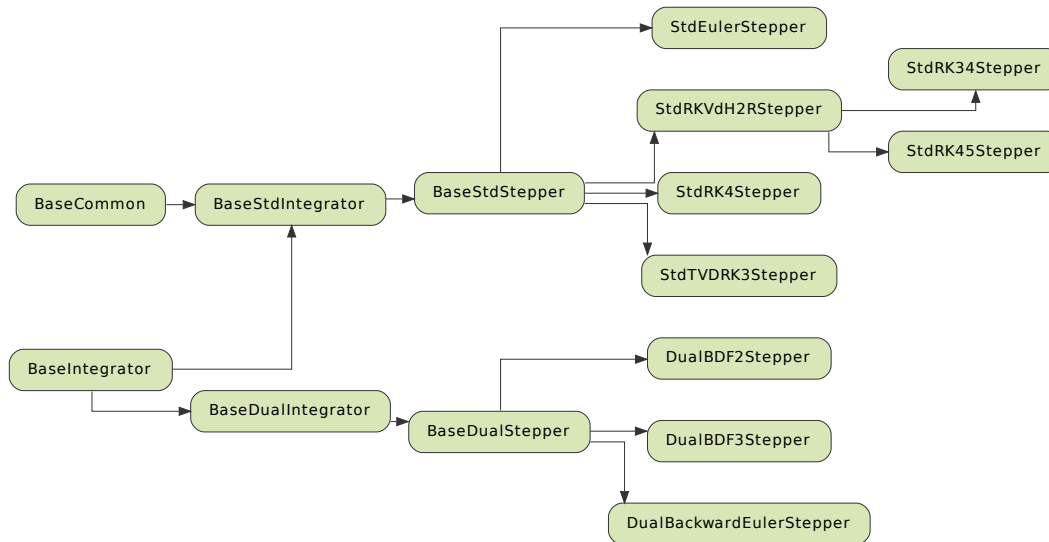 StdEulerStepper
StdRK34Stepper
StdRKVdH2RStepper
StdRK45Stepper
BaseStdStepper
StdRK4Stepper
BaseCommon
BaseStdIntegrator
StdTVDRK3Stepper
DualBDF2Stepper
BaseIntegrator
BaseDualIntegrator
BaseDualStepper
DualBDF3Stepper
DualBackwardEulerStepper